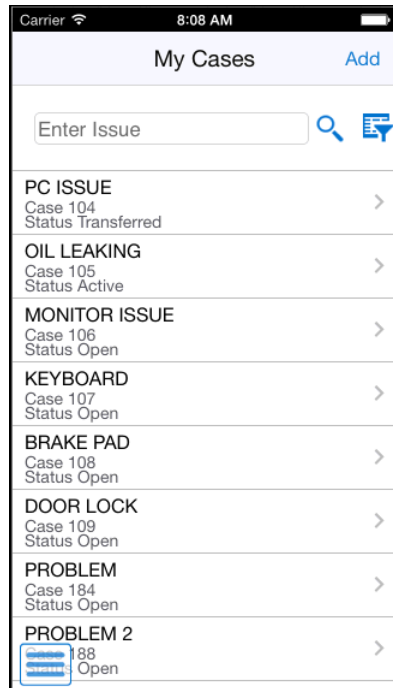 Carrier 8:08 AM
My Cases Add
Enter Issue
PC ISSUE
Case 104
Status Transferred
OIL LEAKING
Case 105
Status Active
MONITOR ISSUE
Case 106
Status Open
KEYBOARD
Case 107
Status Open
BRAKE PAD
Case 108
Status Open
DOOR LOCK
Case 109
Status Open
PROBLEM
Case 184
Status Open
PROBLEM 2
Case 188
Status Open